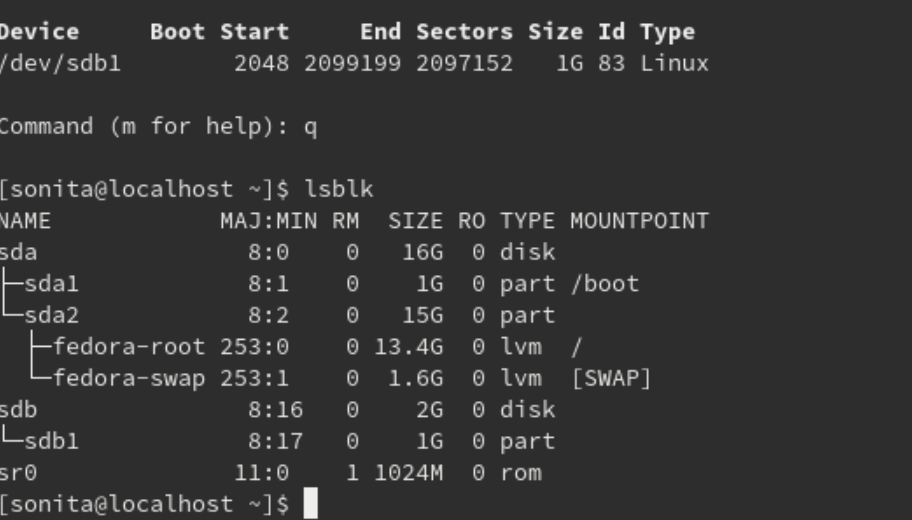 Device     Boot Start     End Sectors Size Id Type
/dev/sdb1        2048 2099199 2097152   1G 83 Linux
Command (m for help): q
[sonita@localhost ~]$ lsblk
NAME            MAJ:MIN RM  SIZE RO TYPE MOUNTPOINT
sda               8:0    0   16G  0 disk
├─sda1            8:1    0    1G  0 part /boot
└─sda2            8:2    0   15G  0 part
  ├─fedora-root 253:0    0 13.4G  0 lvm  /
  └─fedora-swap 253:1    0  1.6G  0 lvm  [SWAP]
sdb               8:16   0    2G  0 disk
└─sdb1            8:17   0    1G  0 part
sr0              11:0    1 1024M  0 rom
[sonita@localhost ~]$